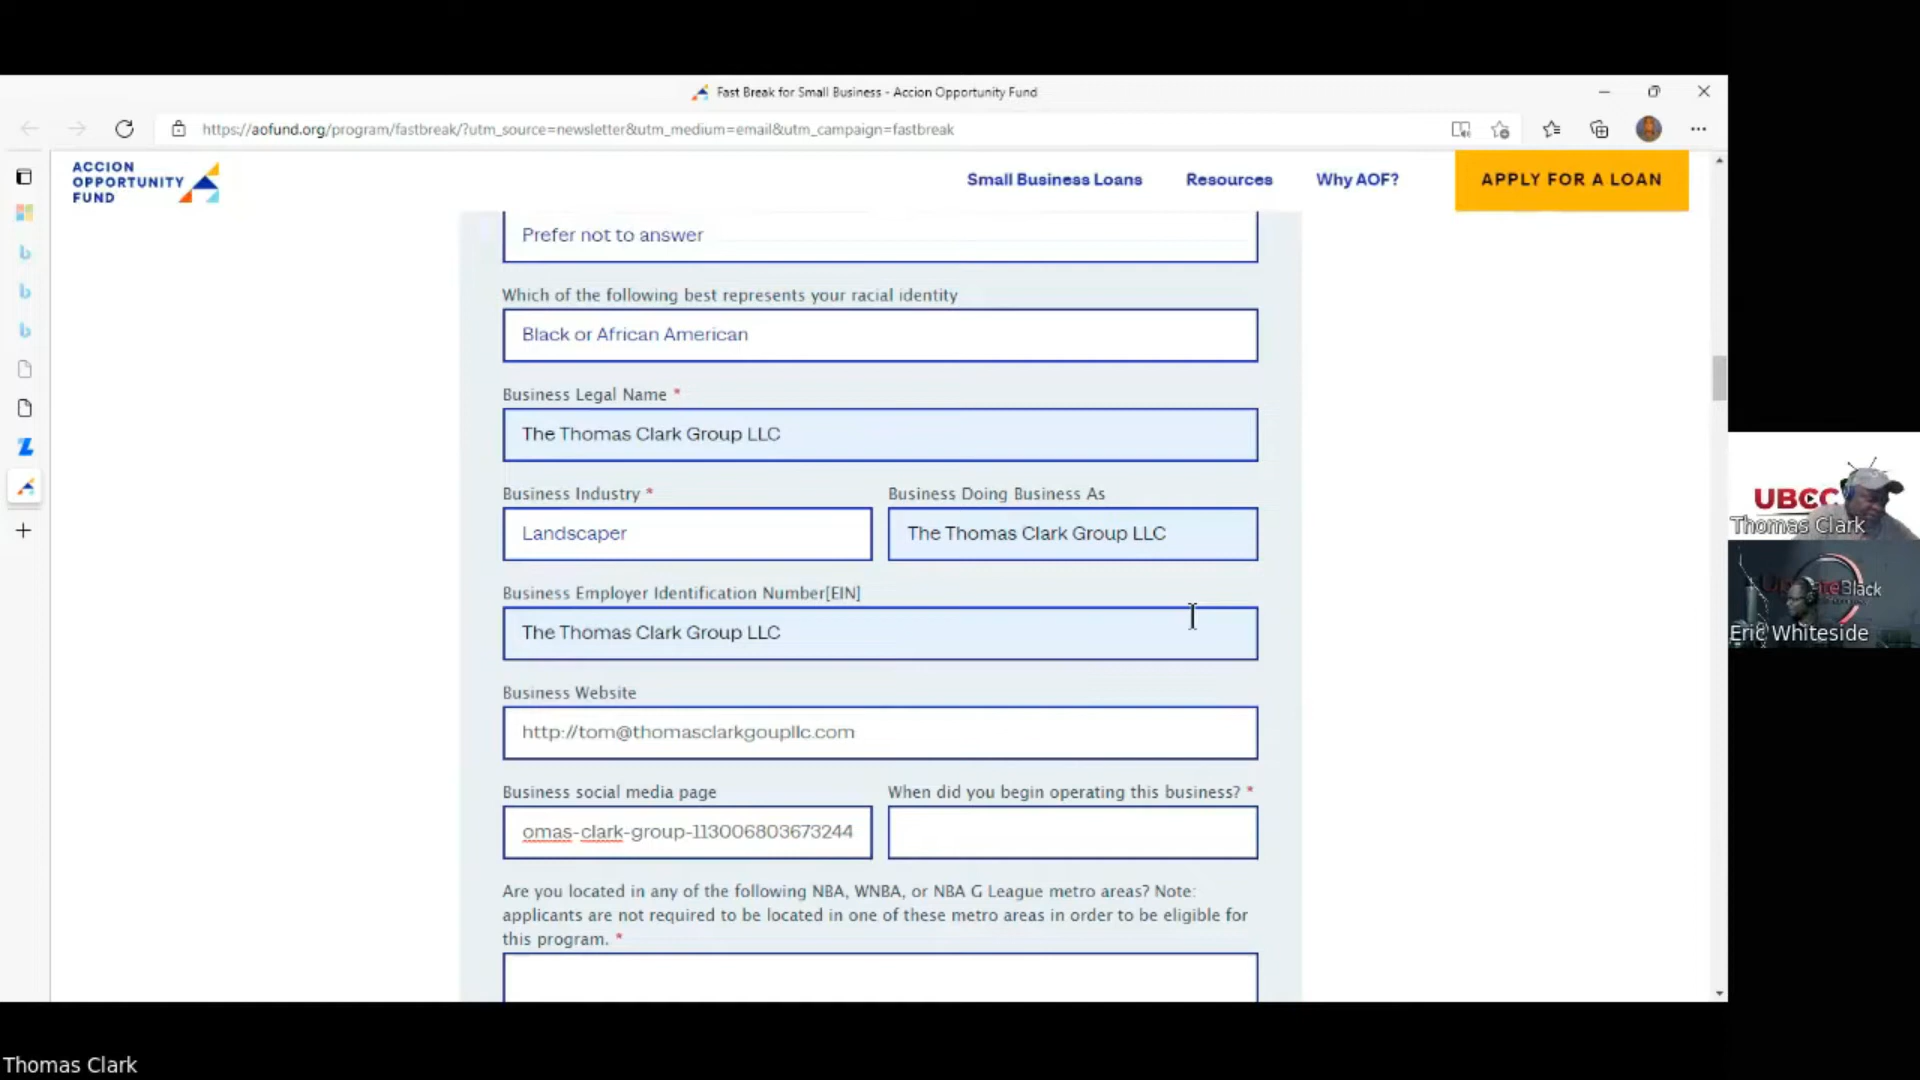 Fast Break for Small Business - Accion Opportunity Fund
https://aofund.org/program/fastbreak/?utm_source=newsletter&utm_medium=email&utm_campaign=fastbreak
ACCION
OPPORTUNITY
FUND
Small Business Loans
Resources
Why AOF?
APPLY FOR A LOAN
Prefer not to answer
Which of the following best represents your racial identity
Black or African American
Business Legal Name *
The Thomas Clark Group LLC
Business Industry *
Business Doing Business As
Landscaper
The Thomas Clark Group LLC
Business Employer Identification Number[EIN]
The Thomas Clark Group LLC
Business Website
http://tom@thomasclarkgoupllc.com
Business social media page
When did you begin operating this business? *
omas-clark-group-113006803673244
Are you located in any of the following NBA, WNBA, or NBA G League metro areas? Note:
applicants are not required to be located in one of these metro areas in order to be eligible for
this program. *
UBCC
Thomas Clark
Black
Eric Whiteside
Thomas Clark